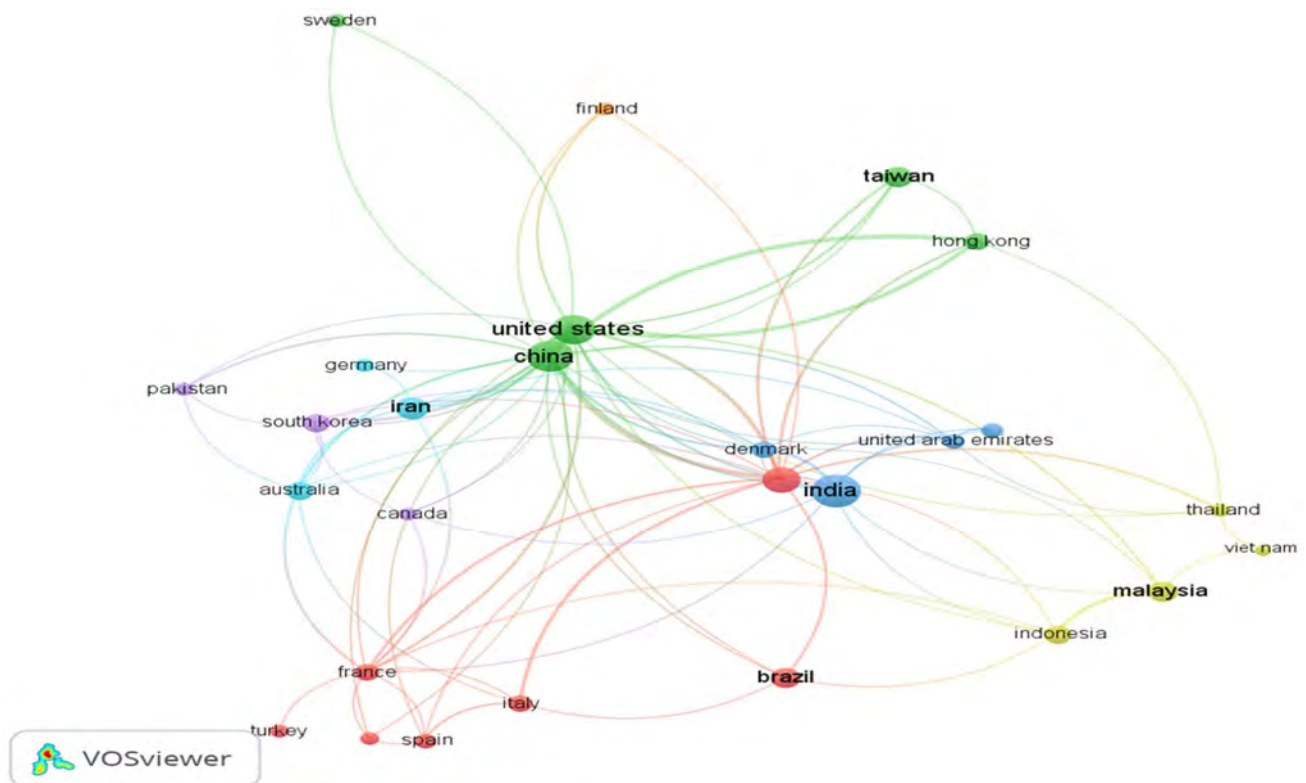 sweden
finland
taiwan
hong kong
united states
china
germany
pakistan
iran
south korea
denmark
united arab emirates
india
australia
canada
thailand
viet nam
malaysia
indonesia
france
brazil
italy
turkey
spain
VOSviewer